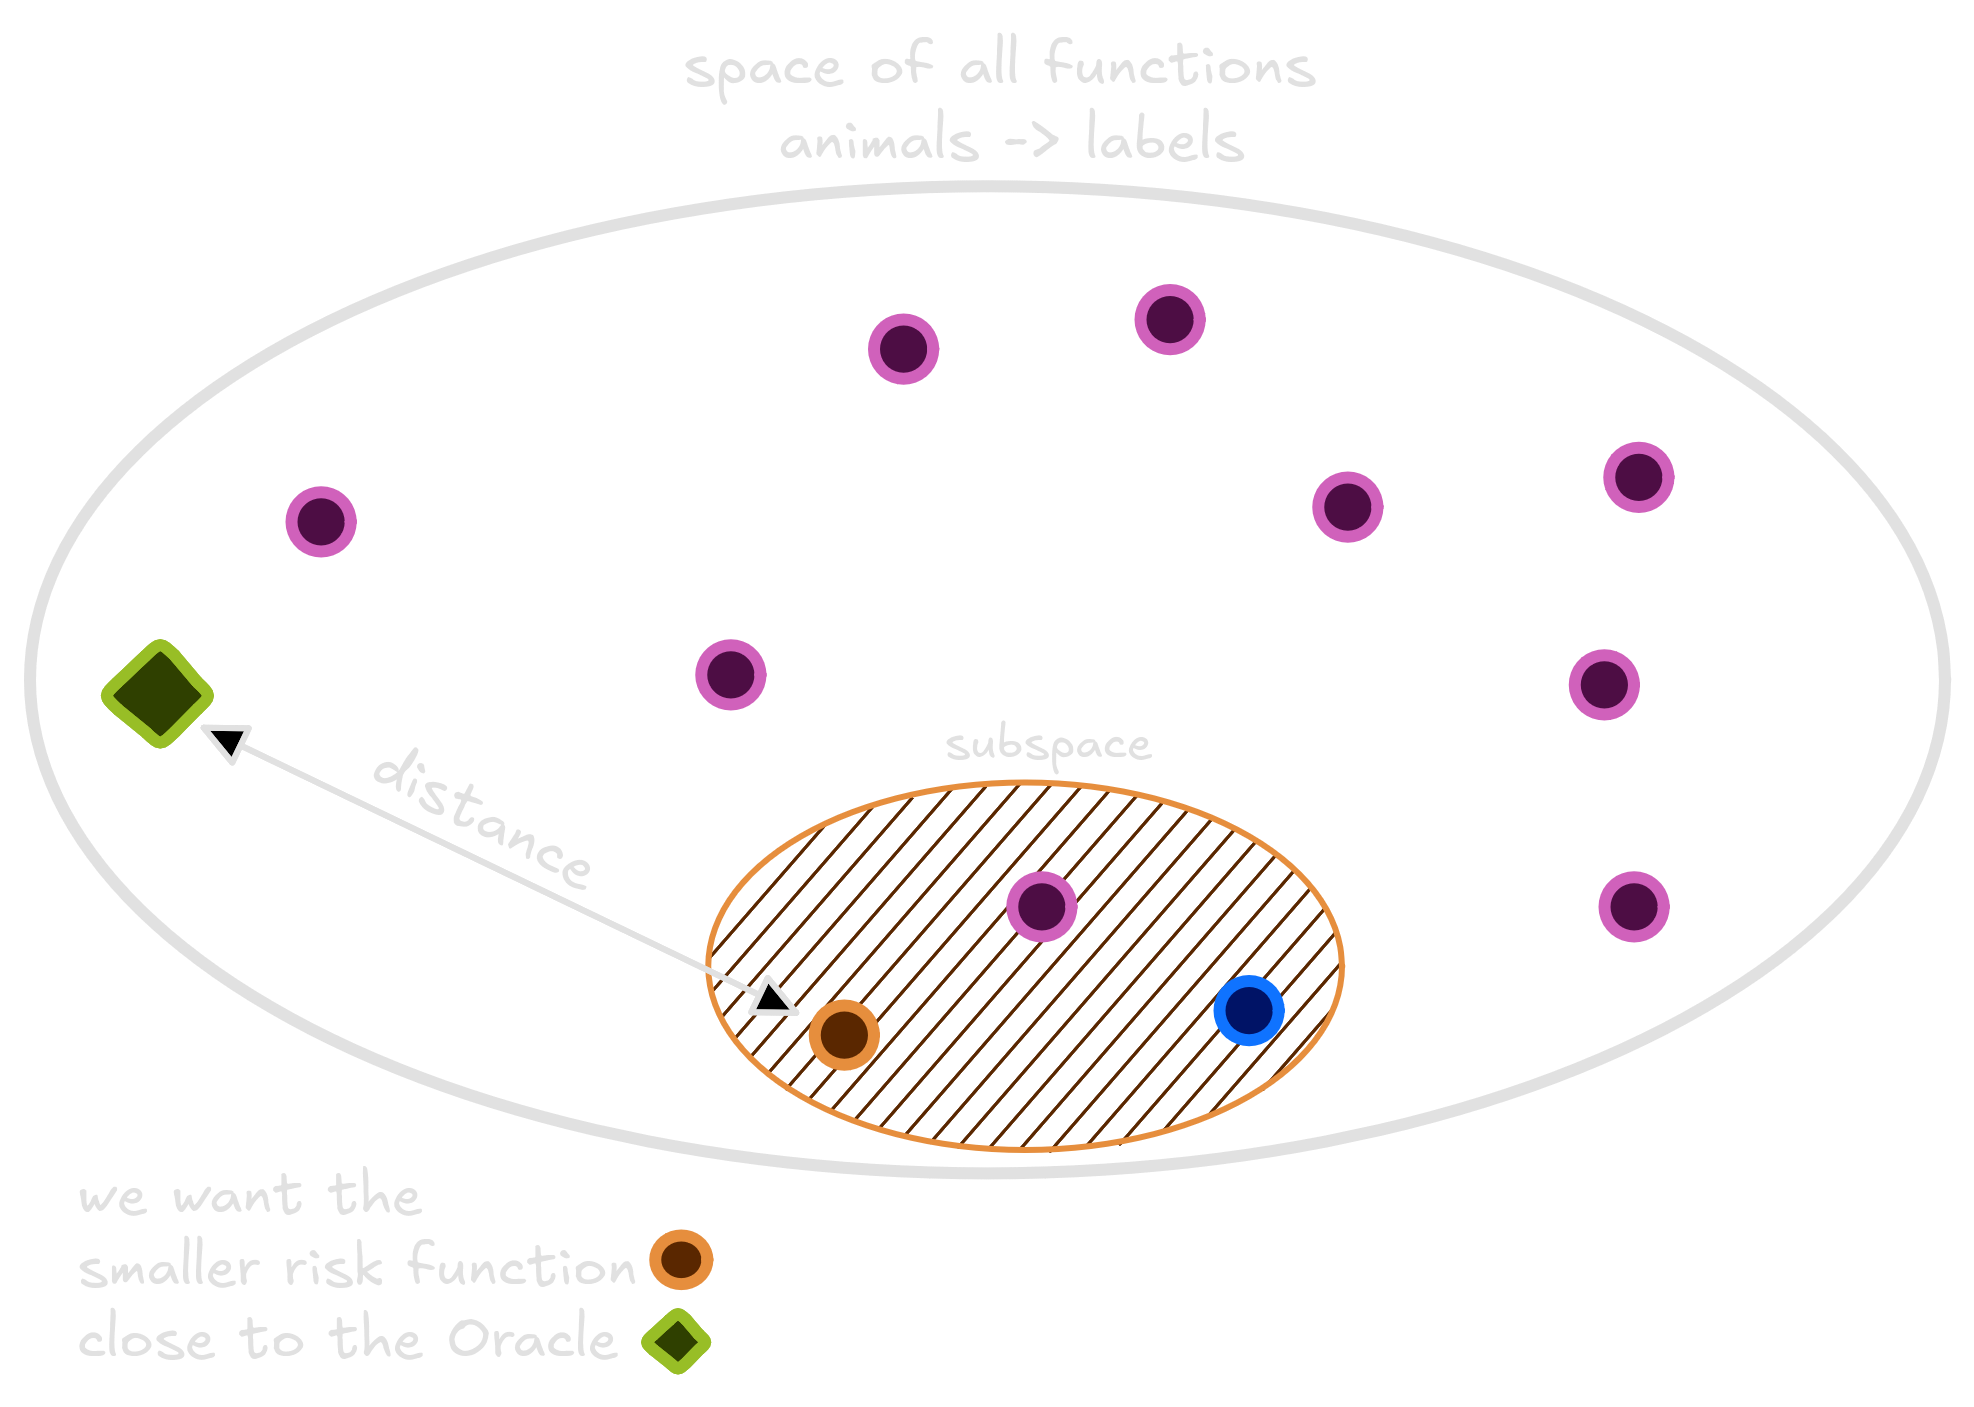 space of all functions
animals -> labels
subspace
distance
we want the
smaller risk function
close to the Oracle